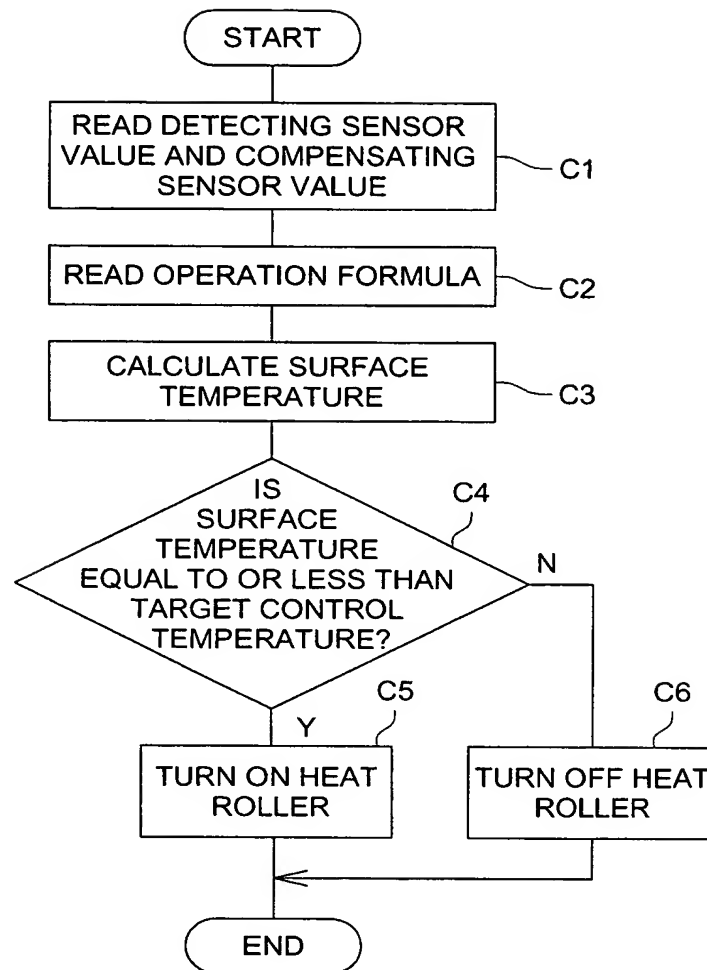 START
READ DETECTING SENSOR
VALUE AND COMPENSATING
SENSOR VALUE
C1
READ OPERATION FORMULA
C2
CALCULATE SURFACE
TEMPERATURE
C3
IS
SURFACE
TEMPERATURE
EQUAL TO OR LESS THAN
TARGET CONTROL
TEMPERATURE?
C4
N
Y
C5
TURN ON HEAT
ROLLER
C6
TURN OFF HEAT
ROLLER
END